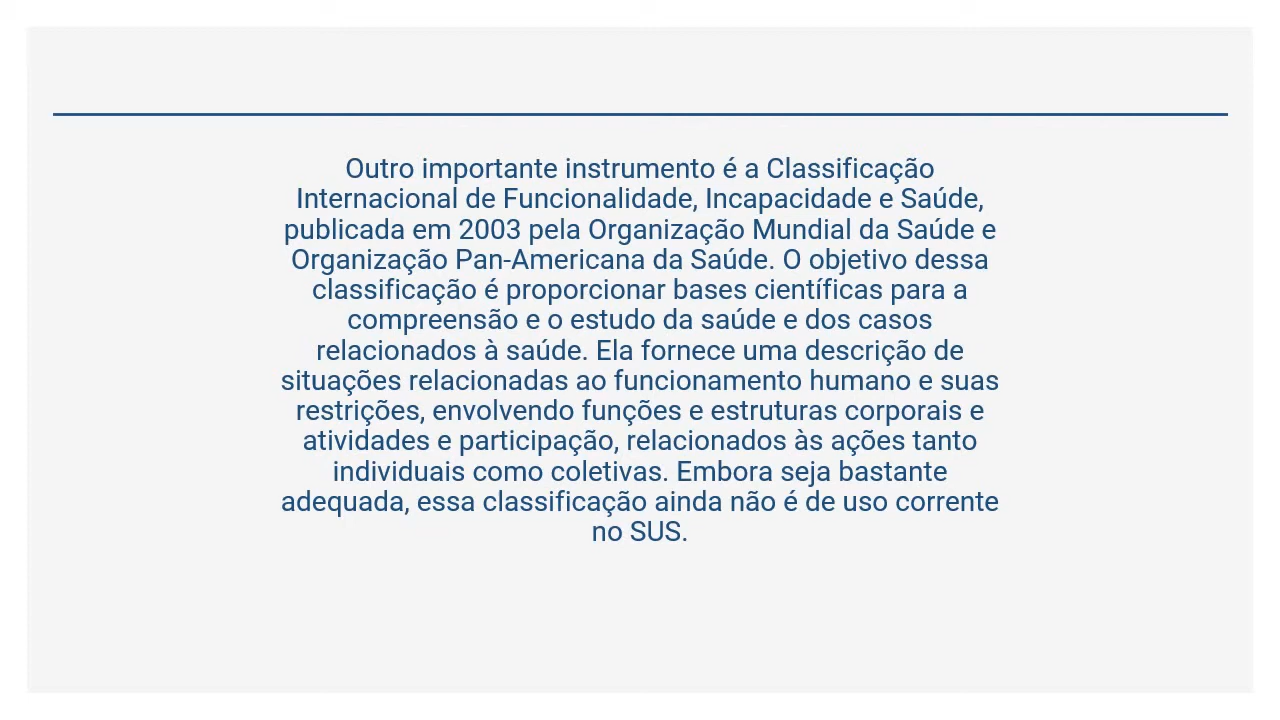 Outro importante instrumento é a Classificação
Internacional de Funcionalidade, Incapacidade e Saúde,
publicada em 2003 pela Organização Mundial da Saúde e
Organização Pan-Americana da Saúde. O objetivo dessa
classificação é proporcionar bases científicas para a
compreensão e o estudo da saúde e dos casos
relacionados à saúde. Ela fornece uma descrição de
situações relacionadas ao funcionamento humano e suas
restrições, envolvendo funções e estruturas corporais e
atividades e participação, relacionados às ações tanto
individuais como coletivas. Embora seja bastante
adequada, essa classificação ainda não é de uso corrente
no SUS.